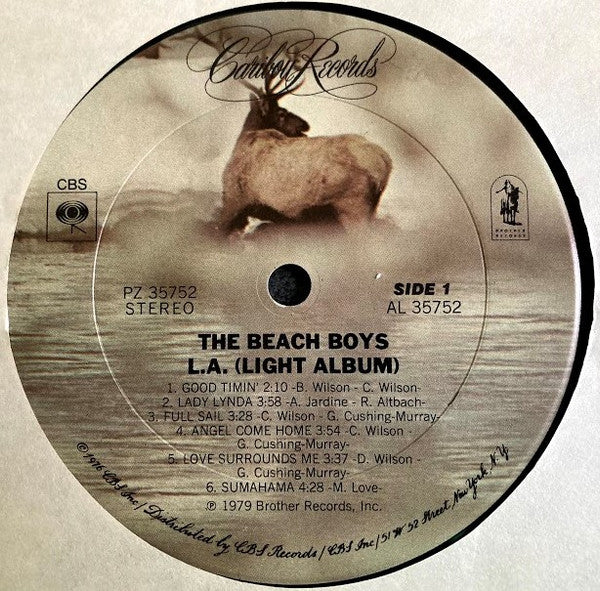 Caribou Records
CBS
BROTHER
RECORDS
PZ 35752
STEREO
SIDE 1
AL 35752
THE BEACH BOYS
L.A. (LIGHT ALBUM)
1. GOOD TIMIN' 2:10 -B. Wilson - C. Wilson-
2. LADY LYNDA 3:58 -A. Jardine - R. Altbach-
3. FULL SAIL 3:28 -C. Wilson - G. Cushing-Murray-
4. ANGEL COME HOME 3:54 -C. Wilson -
G. Cushing-Murray-
5. LOVE SURROUNDS ME 3:37 -D. Wilson -
G. Cushing-Murray-
6. SUMAHAMA 4:28 -M. Love-
℗ 1979 Brother Records, Inc.
© 1976 CBS Inc./Distributed by CBS Records/CBS Inc/51 W 52 Street New York, N.Y.